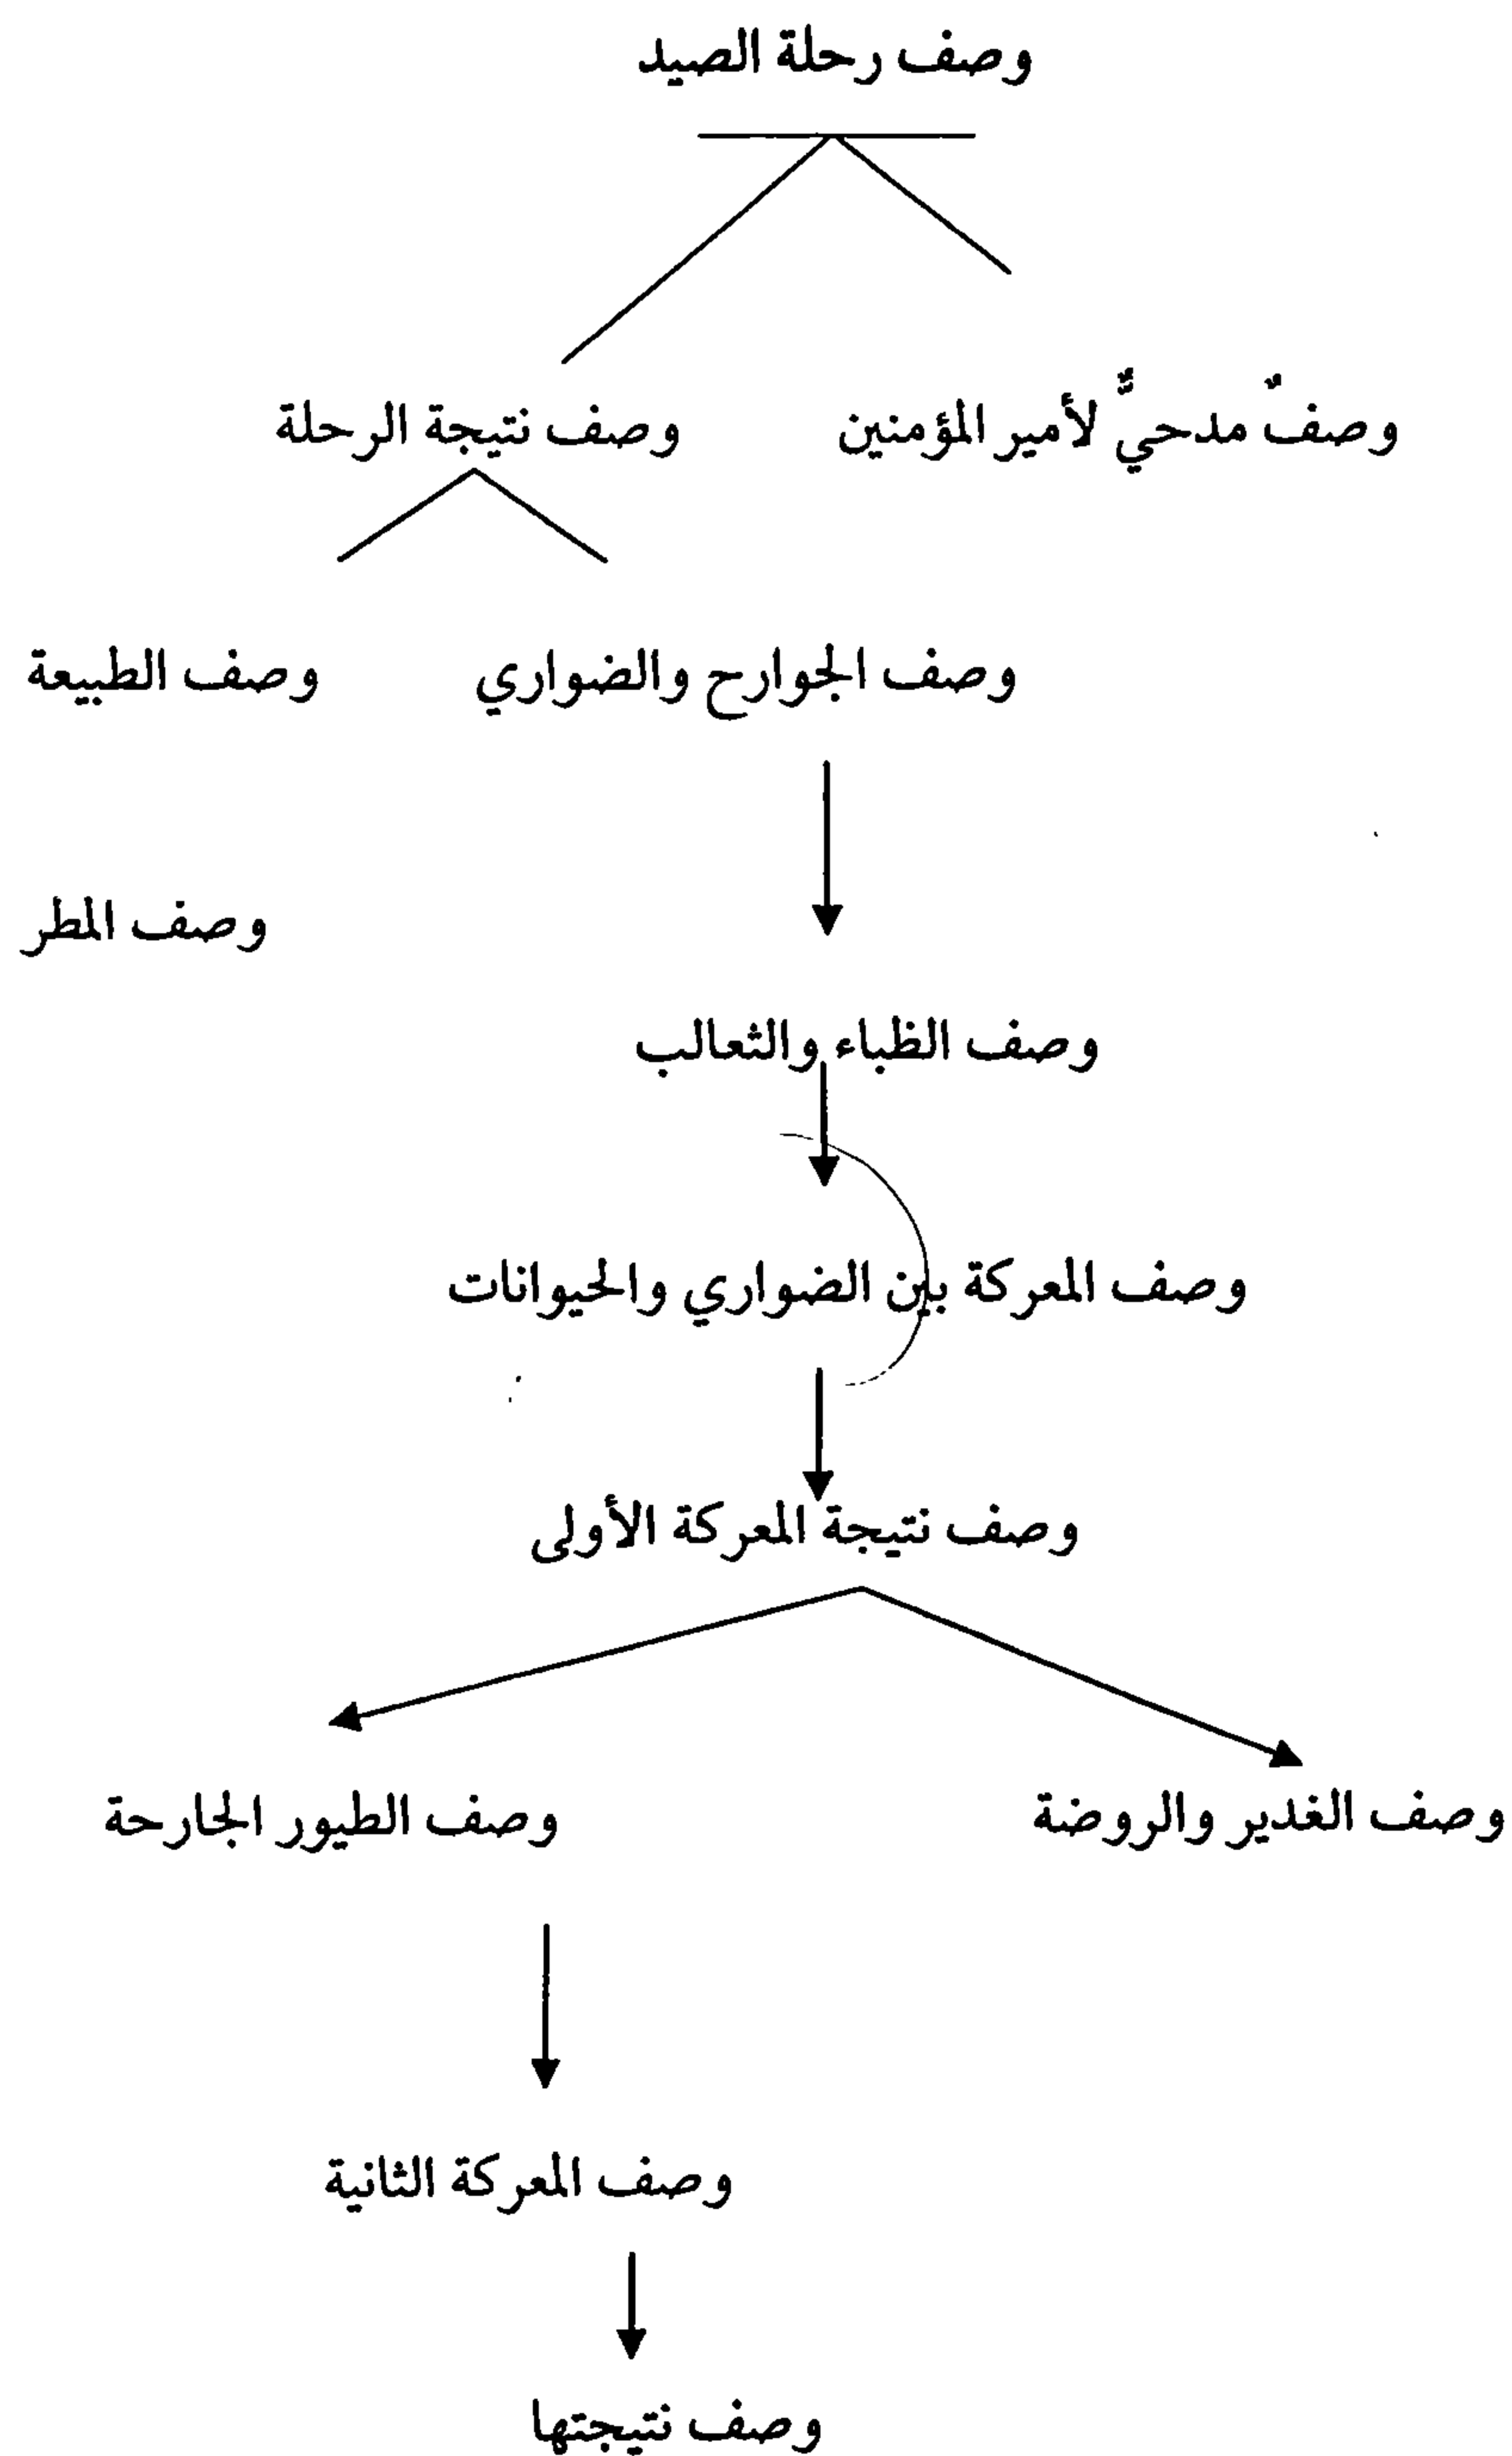 وصف رحلة الصيد
وصفٌ مدحيٌّ لأمير المؤمنين
وصف نتيجة الرحلة
وصف الجوارح والضواري
وصف الطبيعة
وصف المطر
وصف الظباء والثعالب
وصف المعركة بين الضواري والحيوانات
وصف نتيجة المعركة الأولى
وصف الغدير والروضة
وصف الطيور الجارحة
وصف المعركة الثانية
وصف نتيجتها